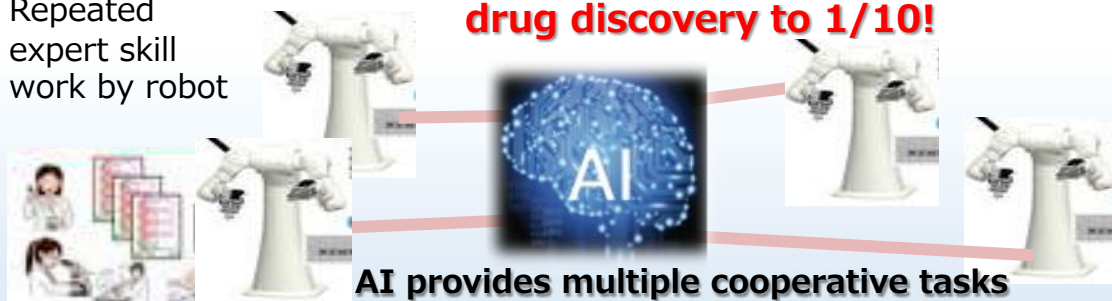 Repeated
expert skill
work by robot
drug discovery to 1/10!
AI
AI provides multiple cooperative tasks